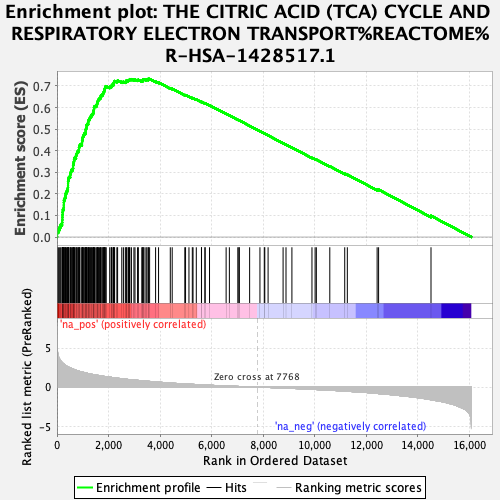 Enrichment plot: THE CITRIC ACID (TCA) CYCLE AND
RESPIRATORY ELECTRON TRANSPORT%REACTOME%
R-HSA-1428517.1
Enrichment score (ES)
0.7
0.6
0.5
0.4
0.3
0.2
0.1
0.0
'na_pos' (positively correlated)
Ranked list metric (PreRanked)
5
0
-5
Zero cross at 7768
'na_neg' (negatively correlated)
0
2,000
4,000
6,000
8,000
10,000
12,000
14,000
16,000
Rank in Ordered Dataset
Enrichment profile
Hits
Ranking metric scores